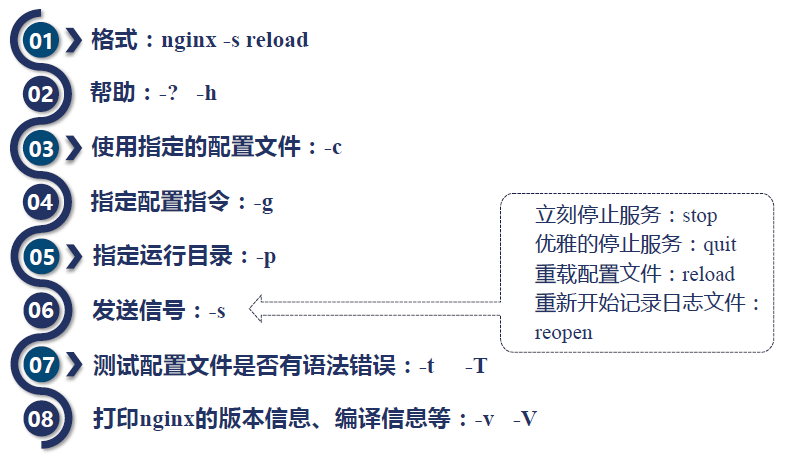 01 格式：nginx -s reload
02 帮助：-? -h
03 使用指定的配置文件：-c
04 指定配置指令：-g
05 指定运行目录：-p
06 发送信号：-s
立刻停止服务：stop
优雅的停止服务：quit
重载配置文件：reload
重新开始记录日志文件：
reopen
07 测试配置文件是否有语法错误：-t -T
08 打印nginx的版本信息、编译信息等：-v -V